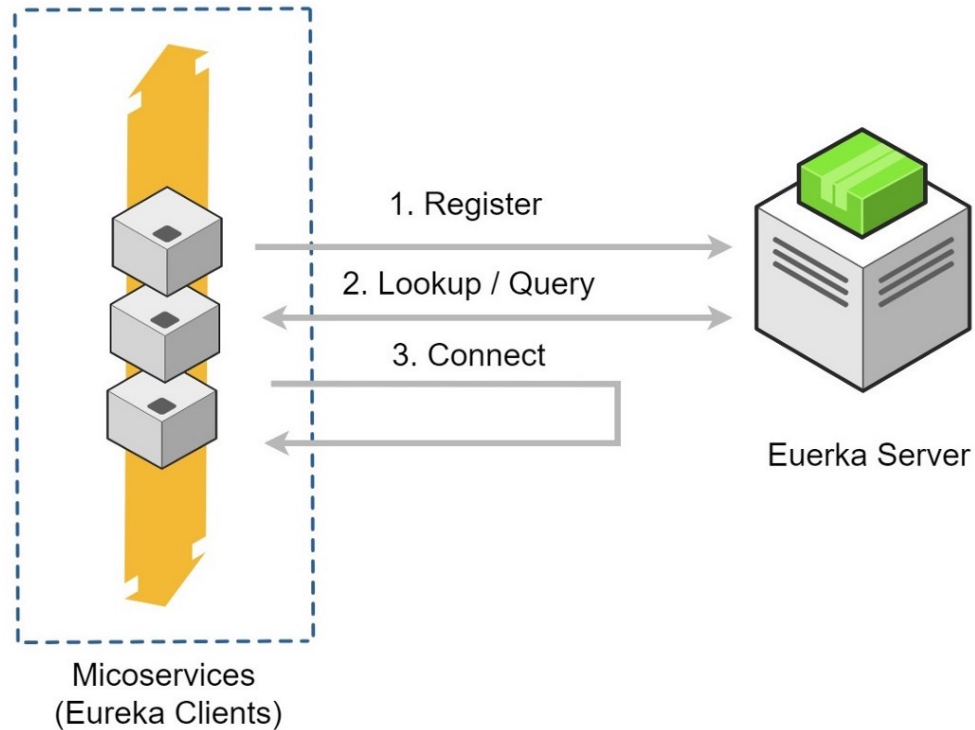 1. Register
2. Lookup / Query
3. Connect
Euerka Server
Micoservices
(Eureka Clients)